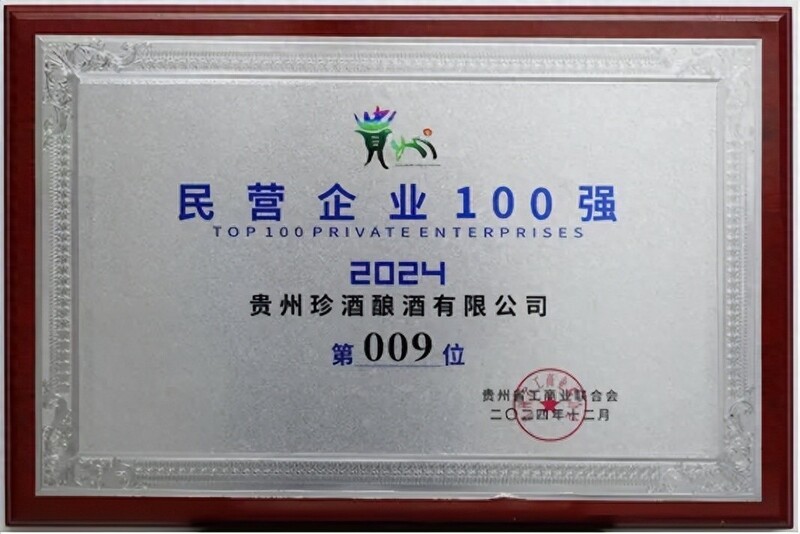 贵州
民营企业100强
TOP 100 PRIVATE ENTERPRISES
2024
贵州珍酒酿酒有限公司
第009位
贵州省工商业联合会
二〇二四年十二月